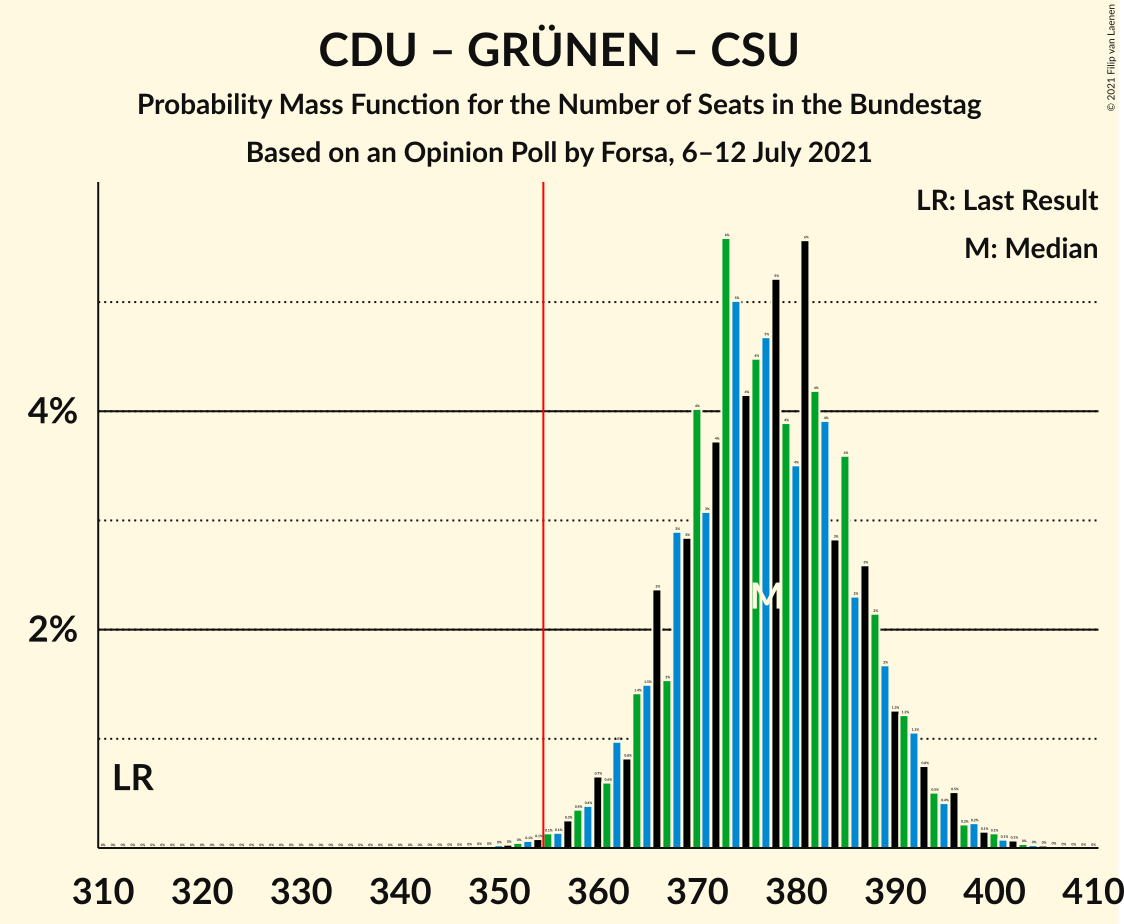 CDU – GRÜNEN – CSU
Probability Mass Function for the Number of Seats in the Bundestag
Based on an Opinion Poll by Forsa, 6–12 July 2021
© 2021 Filip van Laenen
LR: Last Result
M: Median
4%
2%
LR
M
310 320 330 340 350 360 370 380 390 400 410